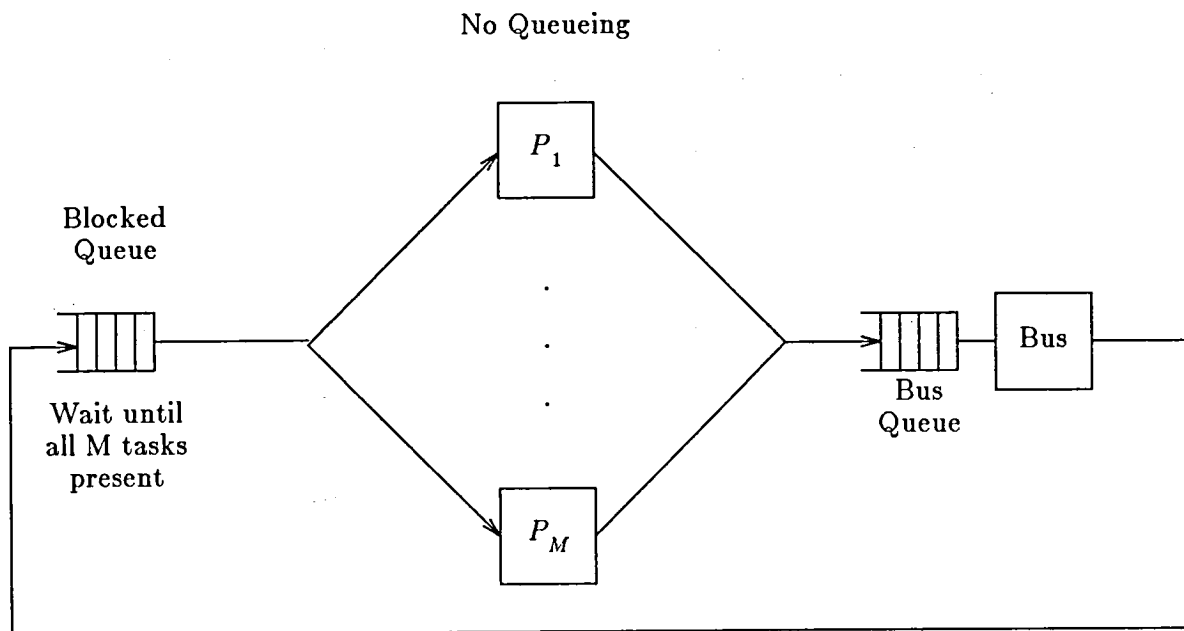 No Queueing
P1
Blocked
Queue
Wait until
all M tasks
present
Bus
Bus
Queue
PM